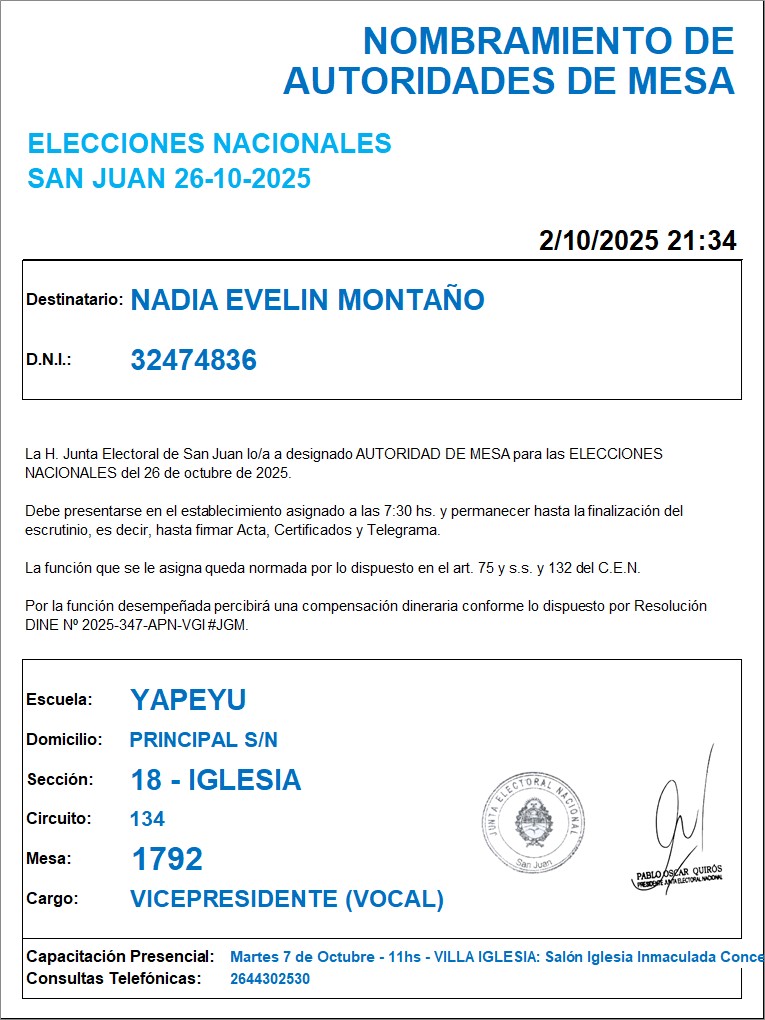 NOMBRAMIENTO DE
AUTORIDADES DE MESA
ELECCIONES NACIONALES
SAN JUAN 26-10-2025
2/10/2025 21:34
Destinatario: NADIA EVELIN MONTAÑO
D.N.I.: 32474836
La H. Junta Electoral de San Juan lo/a a designado AUTORIDAD DE MESA para las ELECCIONES
NACIONALES del 26 de octubre de 2025.
Debe presentarse en el establecimiento asignado a las 7:30 hs. y permanecer hasta la finalización del
escrutinio, es decir, hasta firmar Acta, Certificados y Telegrama.
La función que se le asigna queda normada por lo dispuesto en el art. 75 y s.s. y 132 del C.E.N.
Por la función desempeñada percibirá una compensación dineraria conforme lo dispuesto por Resolución
DINE Nº 2025-347-APN-VGI#JGM.
Escuela: YAPEYU
Domicilio: PRINCIPAL S/N
Sección: 18 - IGLESIA
Circuito: 134
Mesa: 1792
Cargo: VICEPRESIDENTE (VOCAL)
JUNTA ELECTORAL NACIONAL
San Juan
PABLO OSCAR QUIRÓS
PRESIDENTE JUNTA ELECTORAL NACIONAL
Capacitación Presencial: Martes 7 de Octubre - 11hs - VILLA IGLESIA: Salón Iglesia Inmaculada Conce
Consultas Telefónicas: 2644302530